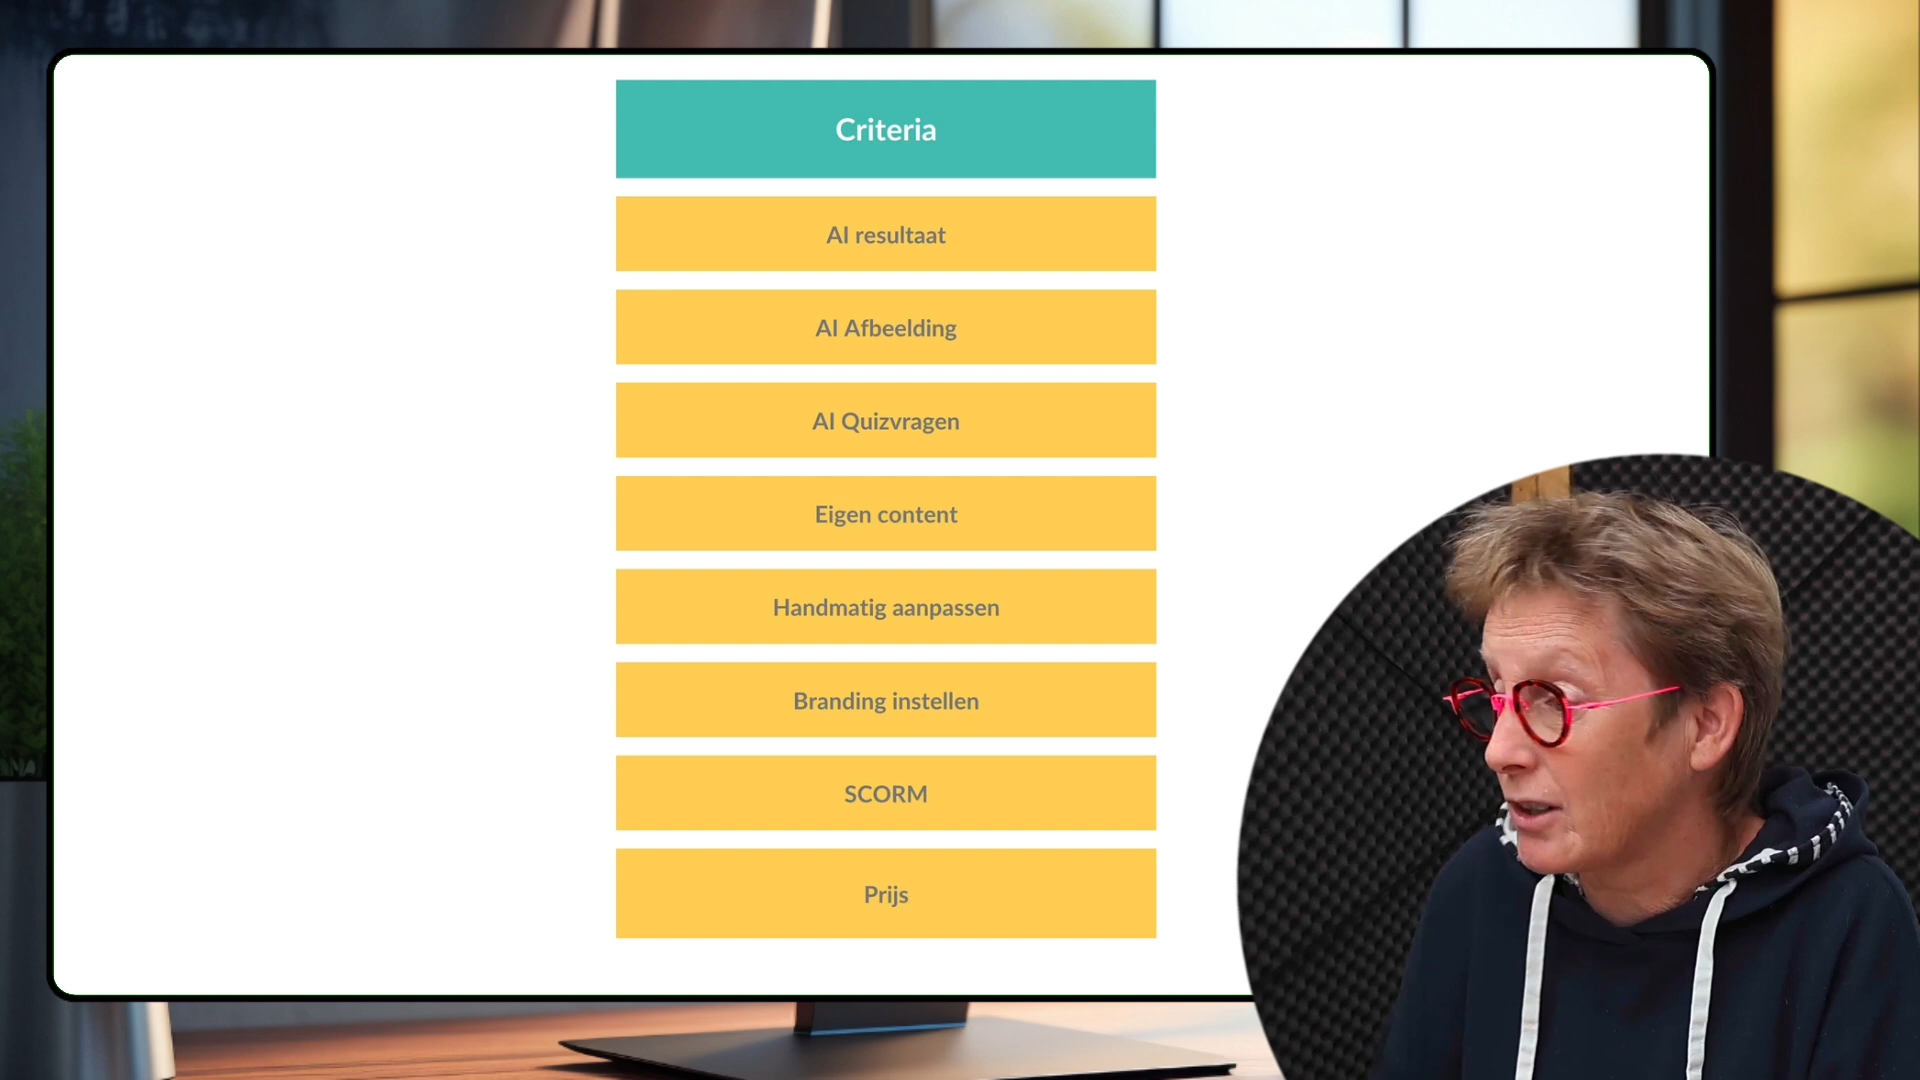 Criteria
AI resultaat
AI Afbeelding
AI Quizvragen
Eigen content
Handmatig aanpassen
Branding instellen
SCORM
Prijs